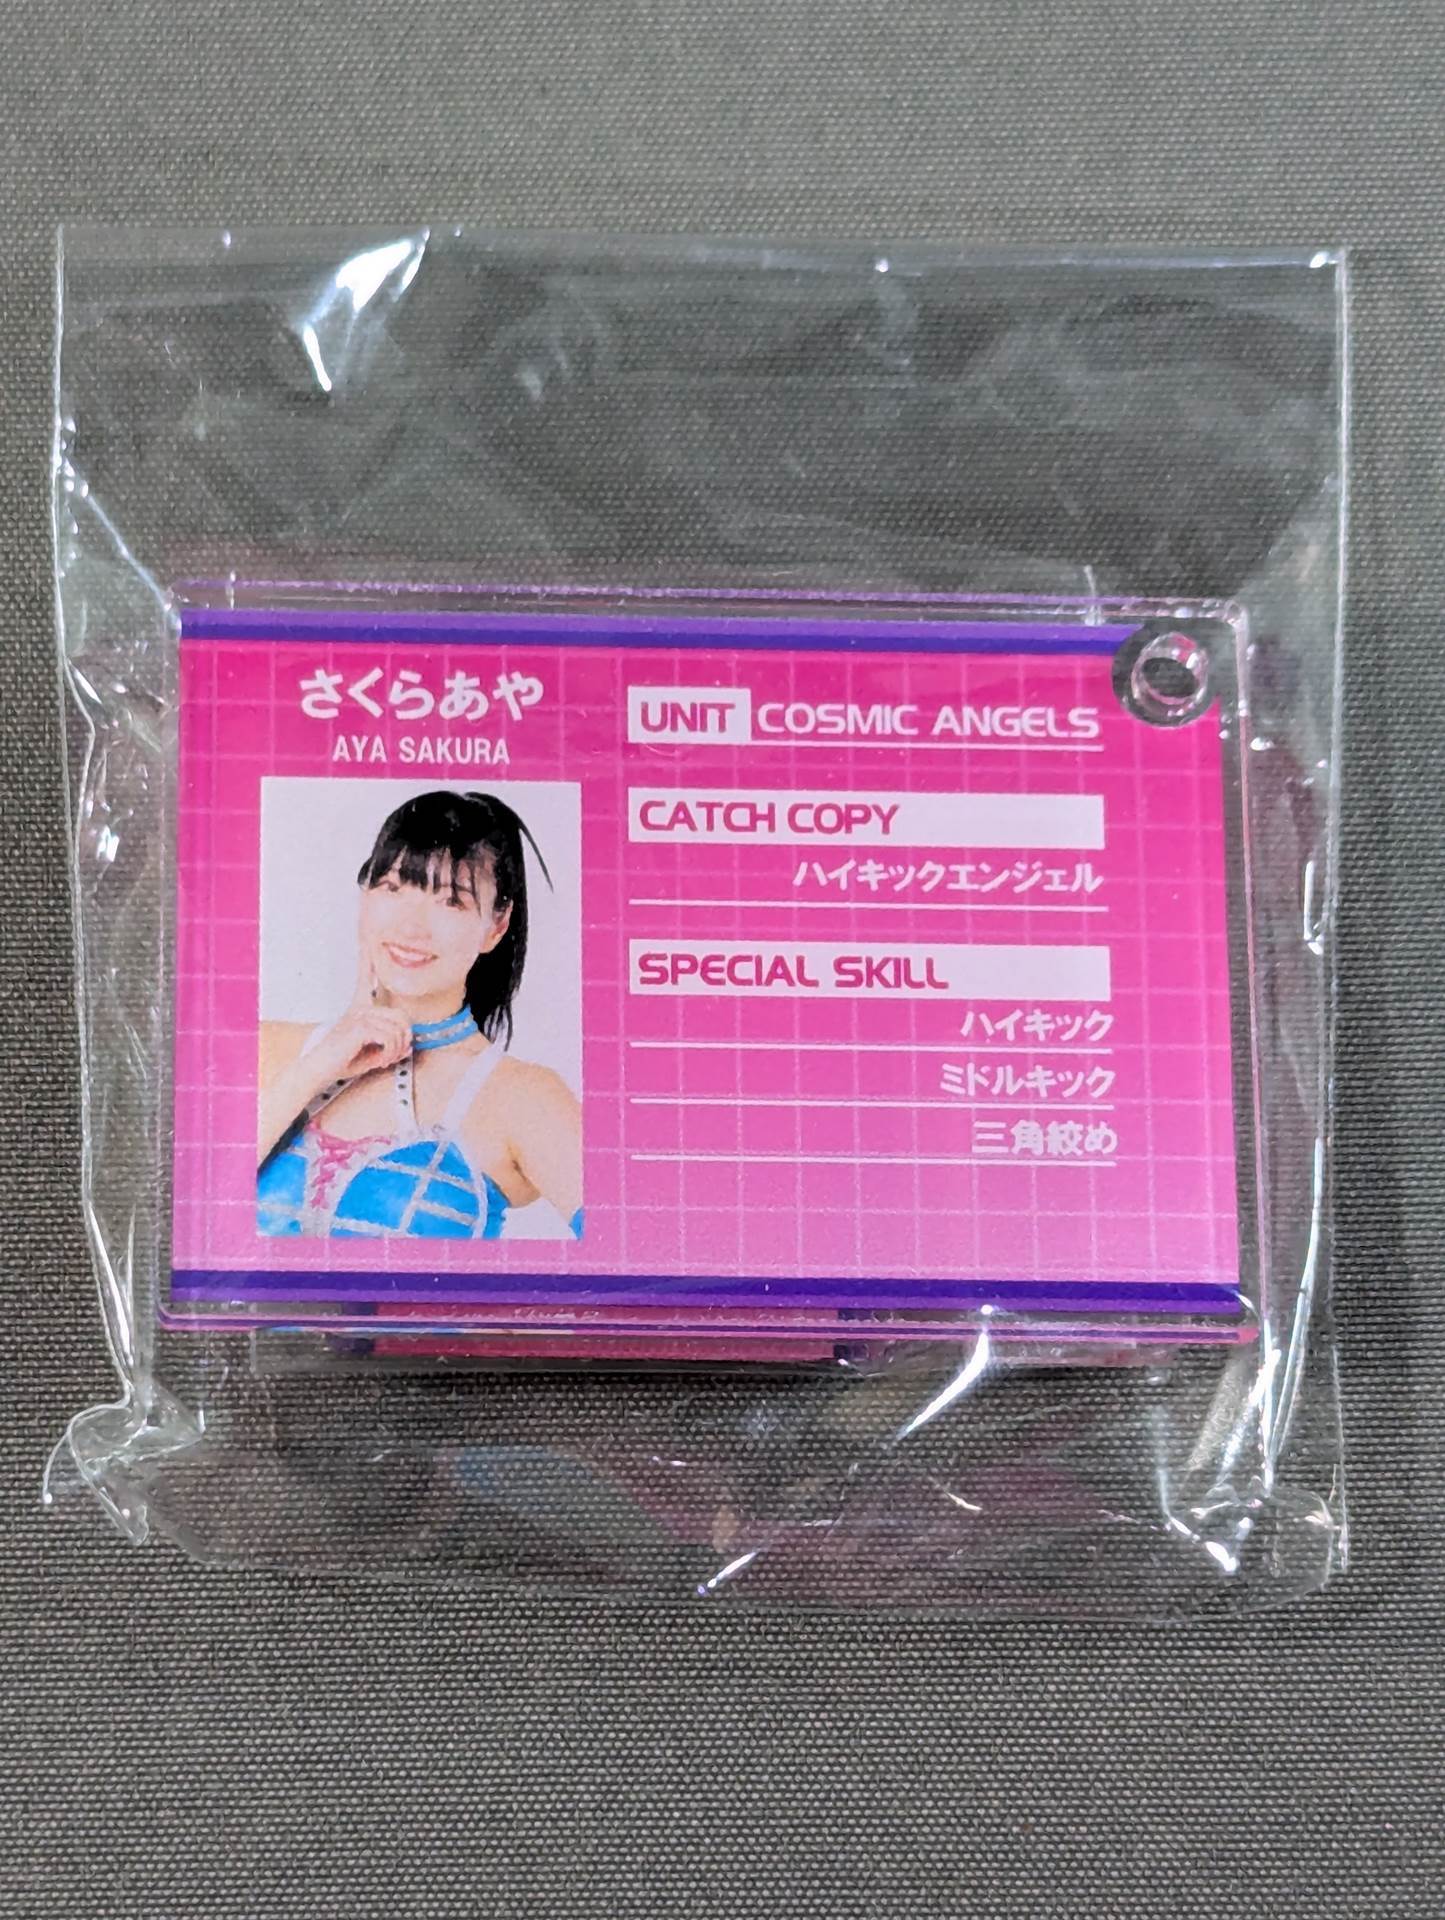 さくらあや
AYA SAKURA
UNIT COSMIC ANGELS
CATCH COPY
ハイキックエンジェル
SPECIAL SKILL
ハイキック
ミドルキック
三角絞め